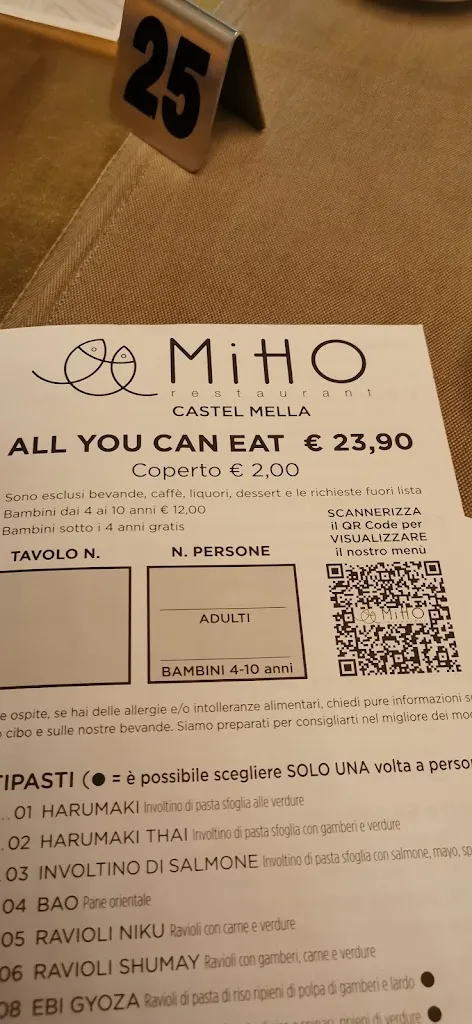 25
MiHO
restaurant
CASTEL MELLA
ALL YOU CAN EAT € 23,90
Coperto € 2,00
Sono esclusi bevande, caffè, liquori, dessert e le richieste fuori lista
Bambini dai 4 ai 10 anni € 12,00
Bambini sotto i 4 anni gratis
SCANNERIZZA
il QR Code per
VISUALIZZARE
il nostro menù
TAVOLO N.
N. PERSONE
ADULTI
BAMBINI 4-10 anni
MiHO
e ospite, se hai delle allergie e/o intolleranze alimentari, chiedi pure informazioni
cibo e sulle nostre bevande. Siamo preparati per consigliarti nel migliore dei
TIPASTI (● = è possibile scegliere SOLO UNA volta a
01 HARUMAKI Involtino di pasta sfoglia alle verdure
02 HARUMAKI THAI Involtino di pasta sfoglia con gamberi e verdure
03 INVOLTINO DI SALMONE Involtino di pasta sfoglia con salmone, mayo,
04 BAO Pane orientale
05 RAVIOLI NIKU Ravioli con carne e verdure
06 RAVIOLI SHUMAY Ravioli con gamberi, carne e verdure
08 EBI GYOZA Ravioli di pasta di riso ripieni di polpa di gamberi e lardo ●
ripieni di verdure ●